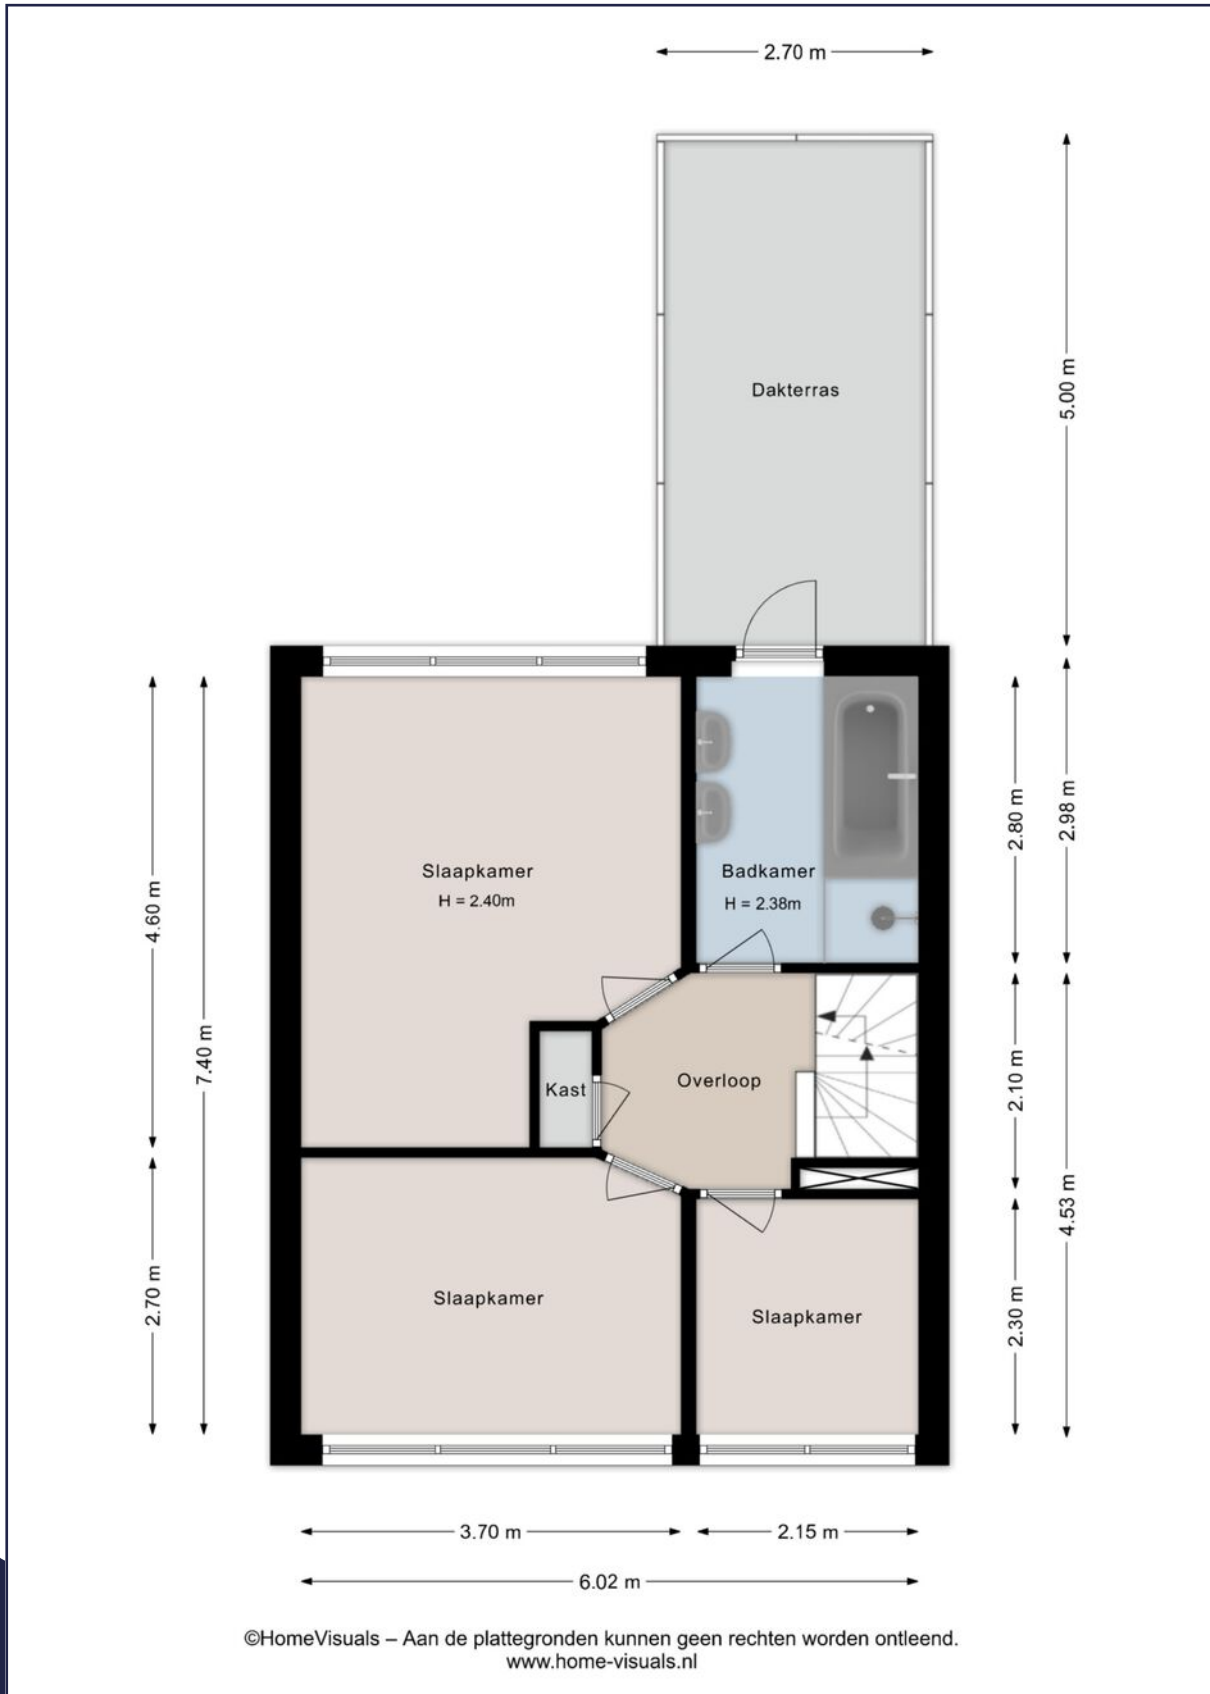 2.70 m
5.00 m
Dakterras
2.98 m
2.80 m
4.60 m
7.40 m
Slaapkamer
H = 2.40m
Badkamer
H = 2.38m
2.10 m
Kast
Overloop
4.53 m
2.70 m
2.30 m
Slaapkamer
Slaapkamer
3.70 m
2.15 m
6.02 m
©HomeVisuals – Aan de plattegronden kunnen geen rechten worden ontleend.
www.home-visuals.nl